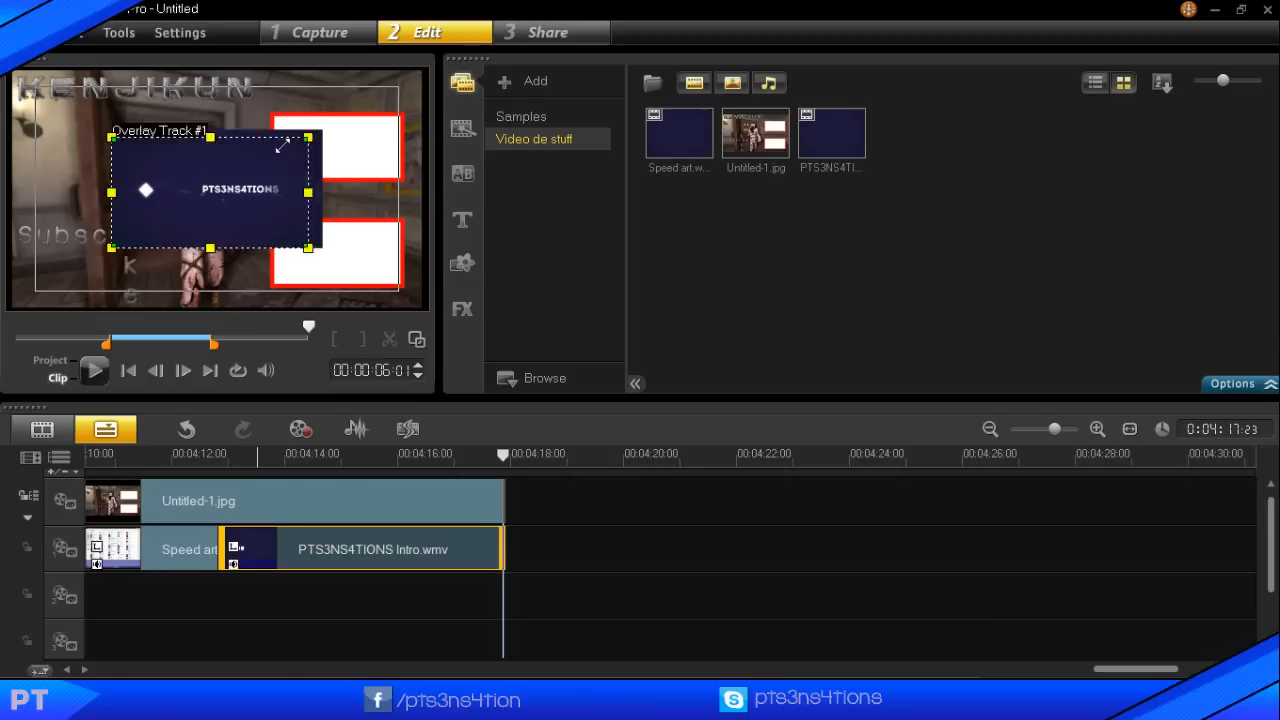 Pro - Untitled
Tools
Settings
1 Capture
2 Edit
3 Share
KENJIKUN
Overlay Track #1
PTS3NS4TIONS
Subsc
k
e
Project
Clip
00:00:06:01
Add
Samples
Video de stuff
Browse
Speed art.w...
Untitled-1.jpg
PTS3NS4TI...
Options
0:04:17:23
:10:00
00:04:12:00
00:04:14:00
00:04:16:00
00:04:18:00
00:04:20:00
00:04:22:00
00:04:24:00
00:04:26:00
00:04:28:00
00:04:30:00
Untitled-1.jpg
Speed art
PTS3NS4TIONS Intro.wmv
PT
/pts3ns4tion
pts3ns4tions